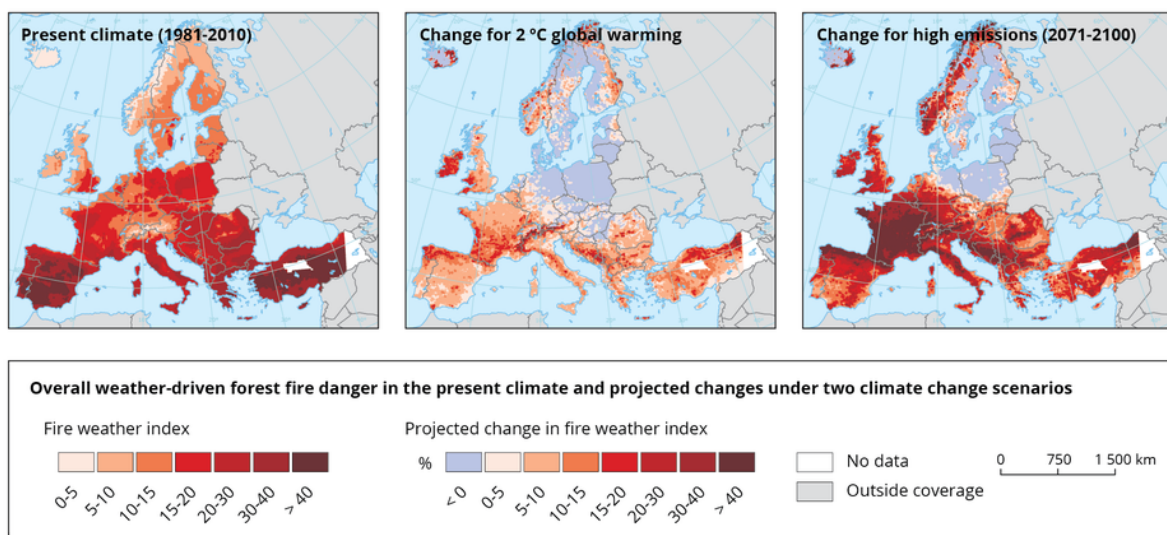 Present climate (1981-2010)
Change for 2 °C global warming
Change for high emissions (2071-2100)
Overall weather-driven forest fire danger in the present climate and projected changes under two climate change scenarios
Fire weather index
0-5
5-10
10-15
15-20
20-30
30-40
> 40
Projected change in fire weather index
%
< 0
0-5
5-10
10-15
15-20
20-30
30-40
> 40
No data
Outside coverage
0 750 1 500 km